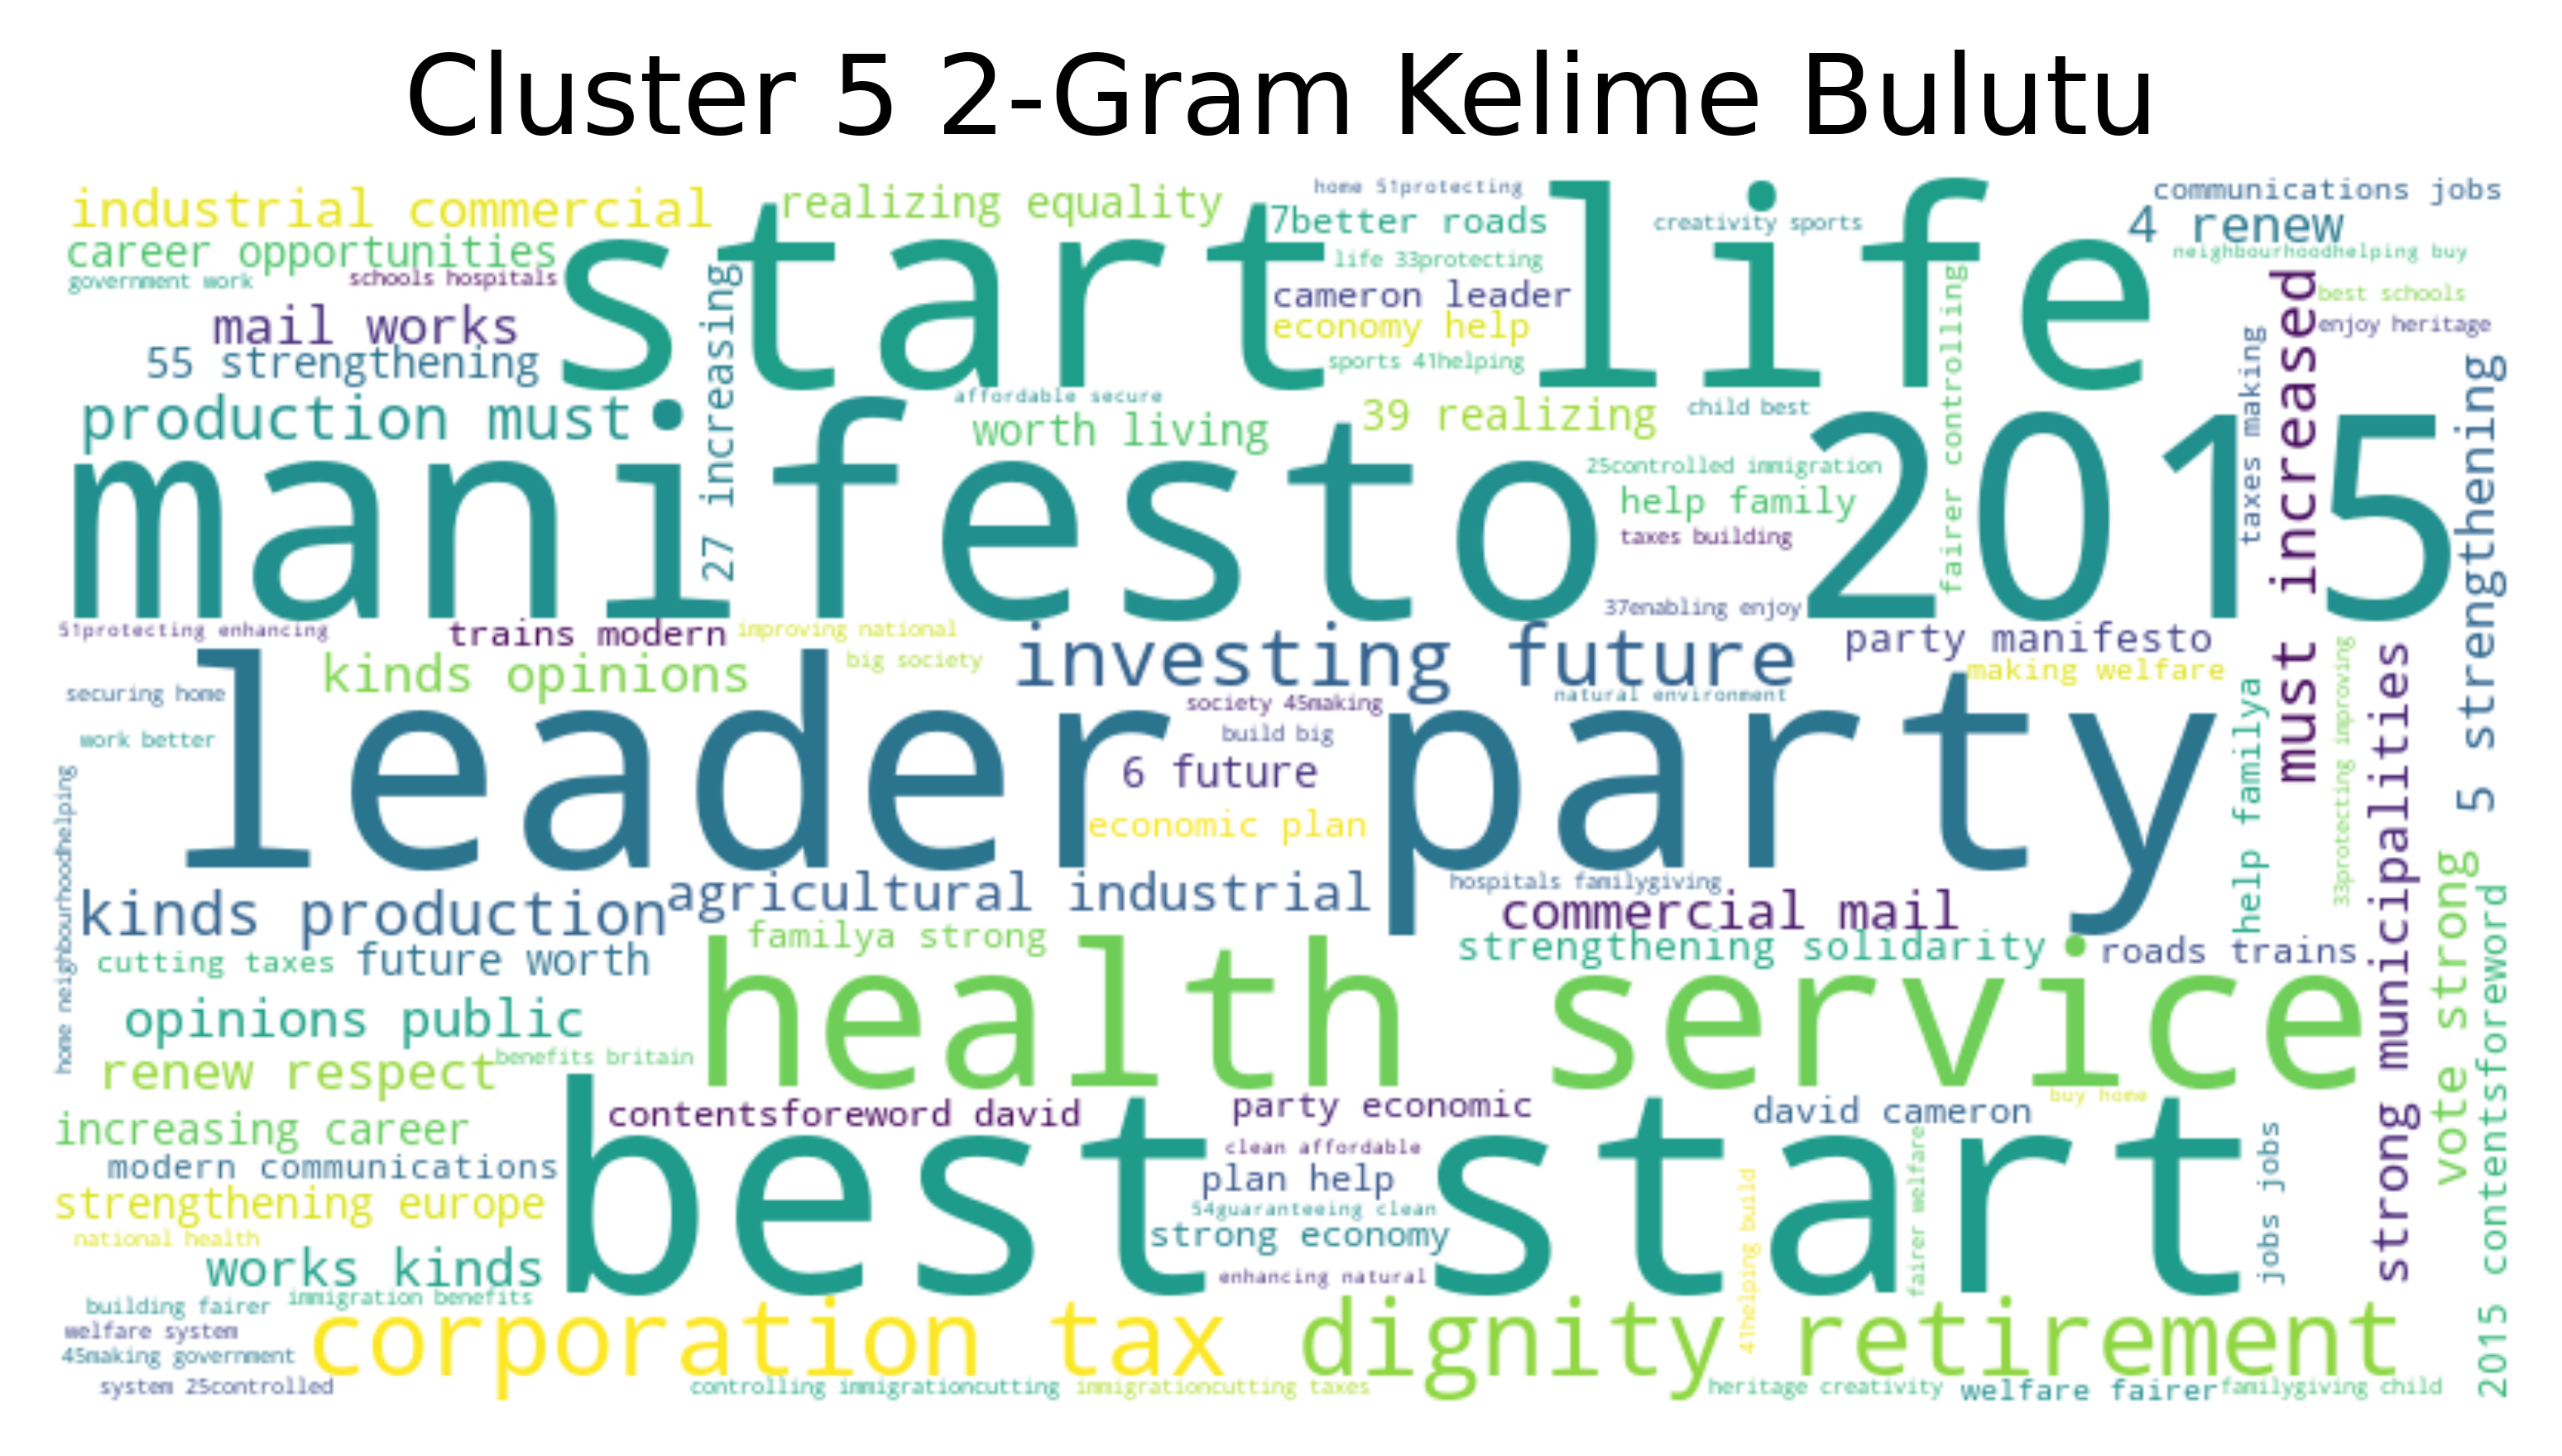 Cluster 5 2-Gram Kelime Bulutu
industrial commercial
realizing equality
home 51protecting
start life
communications jobs
career opportunities
7better roads
creativity sports
4 renew
government work
schools hospitals
life 33protecting
neighbourhoodhelping buy
mail works
cameron leader
best schools
55 strengthening
economy help
enjoy heritage
sports 41helping
27 increasing
fairer controlling
taxes making
must increased
5 strengthening
production must
affordable secure
worth living
39 realizing
child best
manifesto 2015
25controlled immigration
help family
taxes building
37enabling enjoy
51protecting enhancing
trains modern
improving national
investing future
party manifesto
kinds opinions
big society
making welfare
securing home
leader party
society 45making
natural environment
work better
build big
6 future
economic plan
home neighbourhoodhelping
help familya
33protecting improving
strong municipalities
kinds production
agricultural industrial
hospitals familygiving
commercial mail
vote strong
2015 contentsforeword
cutting taxes
future worth
familya strong
strengthening solidarity
roads trains
health service
opinions public
renew respect
benefits britain
increasing career
contentsforeword david
party economic
david cameron
buy home
best start
clean affordable
modern communications
plan help
strengthening europe
54guaranteeing clean
national health
strong economy
works kinds
enhancing natural
41helping build
fairer welfare
jobs jobs
building fairer
immigration benefits
welfare system
corporation tax
dignity retirement
45making government
system 25controlled
controlling immigrationcutting
immigrationcutting taxes
heritage creativity
welfare fairer
familygiving child